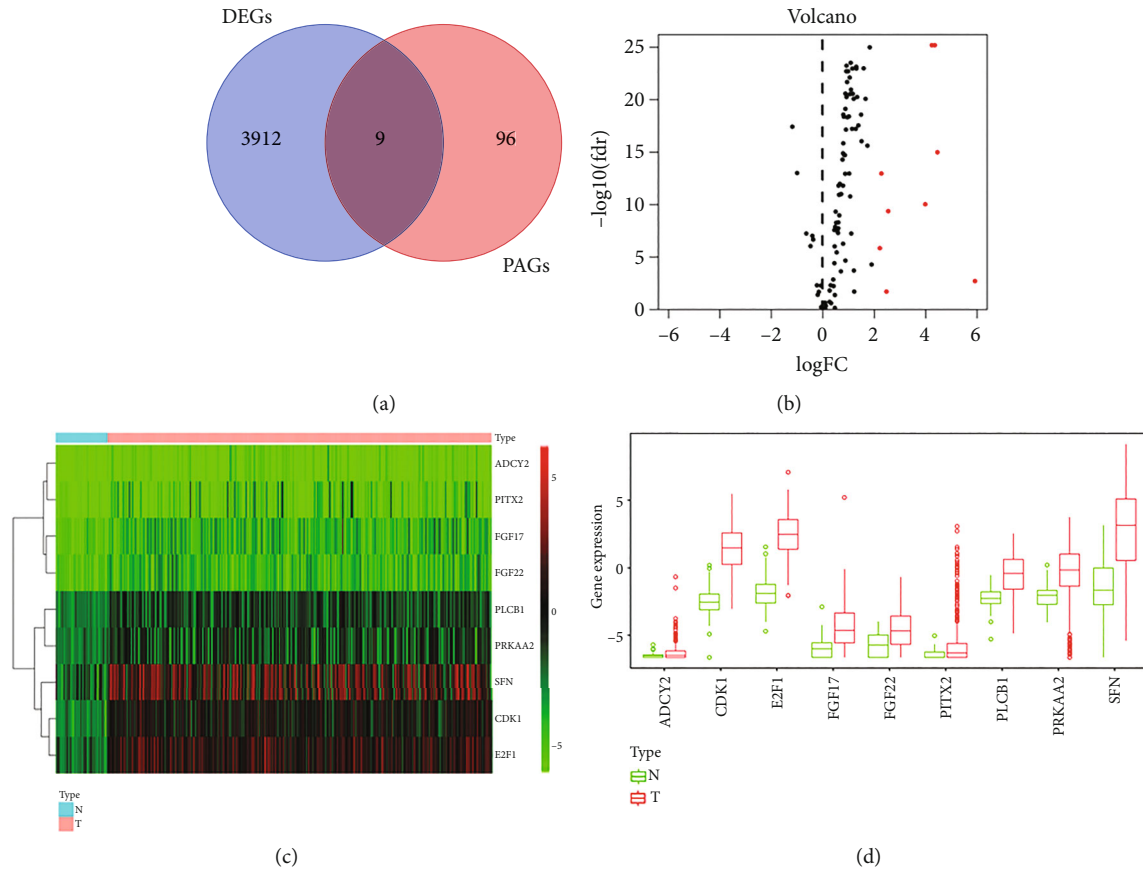 DEGs
3912
9
96
PAGs
(a)
Volcano
25
20
15
10
5
0
−log10(fdr)
−6 −4 −2 0 2 4 6
logFC
(b)
Type
ADCY2
PITX2
FGF17
FGF22
PLCB1
PRKAA2
SFN
CDK1
E2F1
5
0
−5
Type
N
T
(c)
Gene expression
5
0
−5
ADCY2 CDK1 E2F1 FGF17 FGF22 PITX2 PLCB1 PRKAA2 SFN
Type
N
T
(d)